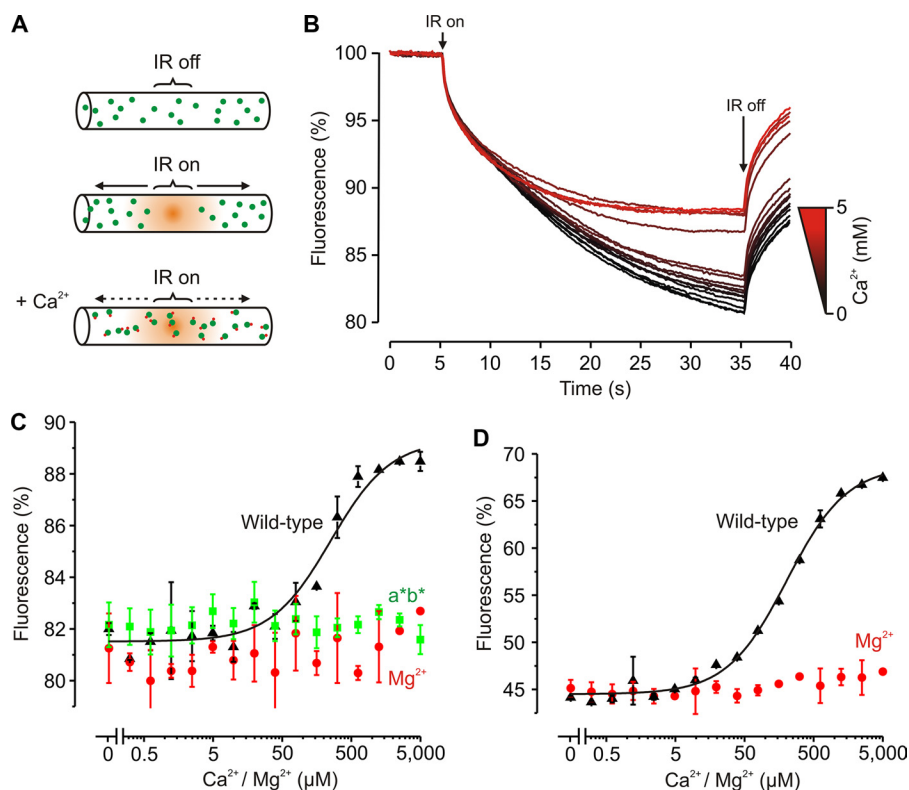 A
IR off
IR on
IR on
+ Ca²⁺
B
IR on
IR off
Fluorescence (%)
100
95
90
85
80
0 5 10 15 20 25 30 35 40
Time (s)
5
0
Ca²⁺ (mM)
C
Fluorescence (%)
90
88
86
84
82
80
Wild-type
a*b*
Mg²⁺
0 0.5 5 50 500 5,000
Ca²⁺ / Mg²⁺ (µM)
D
Fluorescence (%)
70
65
60
55
50
45
Wild-type
Mg²⁺
0 0.5 5 50 500 5,000
Ca²⁺ / Mg²⁺ (µM)